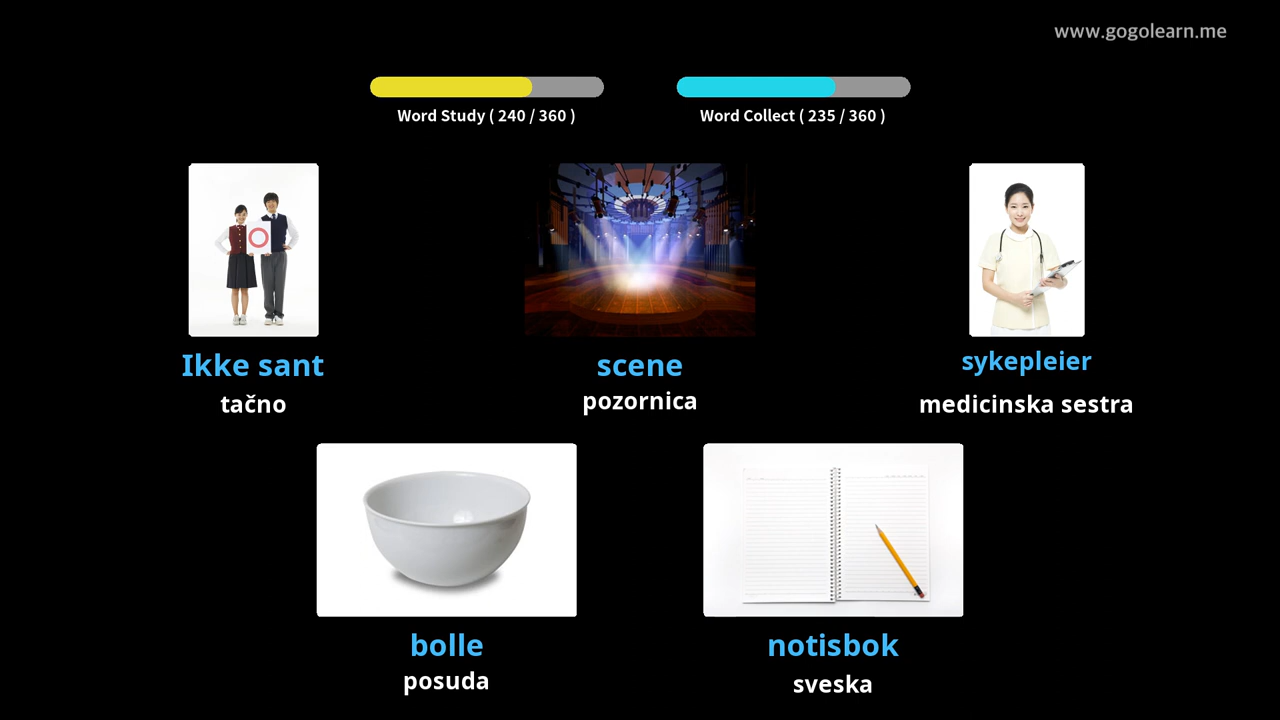 www.gogolearn.me
Word Study ( 240 / 360 )
Word Collect ( 235 / 360 )
Ikke sant
tačno
scene
pozornica
sykepleier
medicinska sestra
bolle
posuda
notisbok
sveska